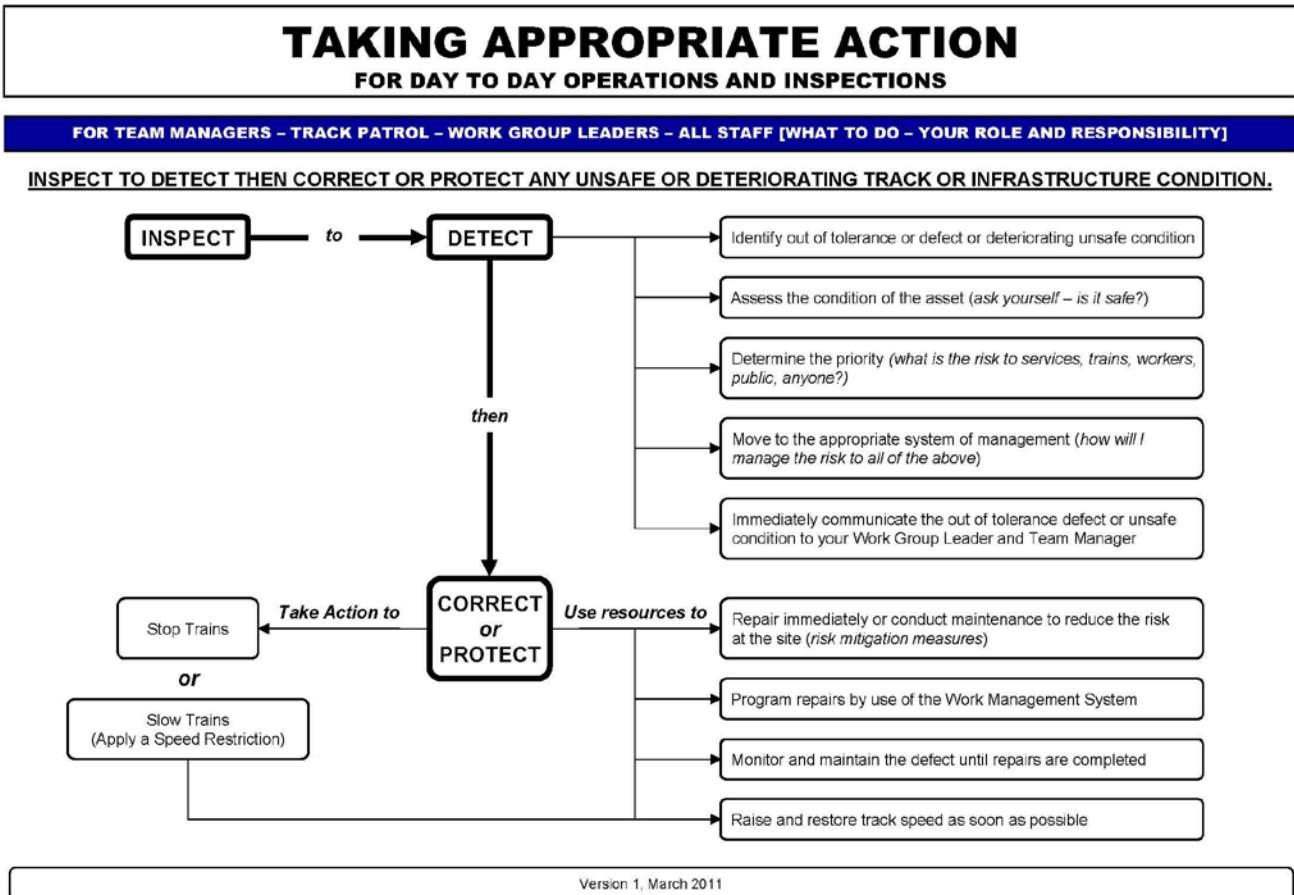 TAKING APPROPRIATE ACTION
FOR DAY TO DAY OPERATIONS AND INSPECTIONS
FOR TEAM MANAGERS – TRACK PATROL – WORK GROUP LEADERS – ALL STAFF [WHAT TO DO – YOUR ROLE AND RESPONSIBILITY]
INSPECT TO DETECT THEN CORRECT OR PROTECT ANY UNSAFE OR DETERIORATING TRACK OR INFRASTRUCTURE CONDITION.
INSPECT
to
DETECT
Identify out of tolerance or defect or deteriorating unsafe condition
Assess the condition of the asset (ask yourself – is it safe?)
Determine the priority (what is the risk to services, trains, workers,
public, anyone?)
then
Move to the appropriate system of management (how will I
manage the risk to all of the above)
Immediately communicate the out of tolerance defect or unsafe
condition to your Work Group Leader and Team Manager
CORRECT
or
PROTECT
Take Action to
Stop Trains
or
Slow Trains
(Apply a Speed Restriction)
Use resources to
Repair immediately or conduct maintenance to reduce the risk
at the site (risk mitigation measures)
Program repairs by use of the Work Management System
Monitor and maintain the defect until repairs are completed
Raise and restore track speed as soon as possible
Version 1, March 2011